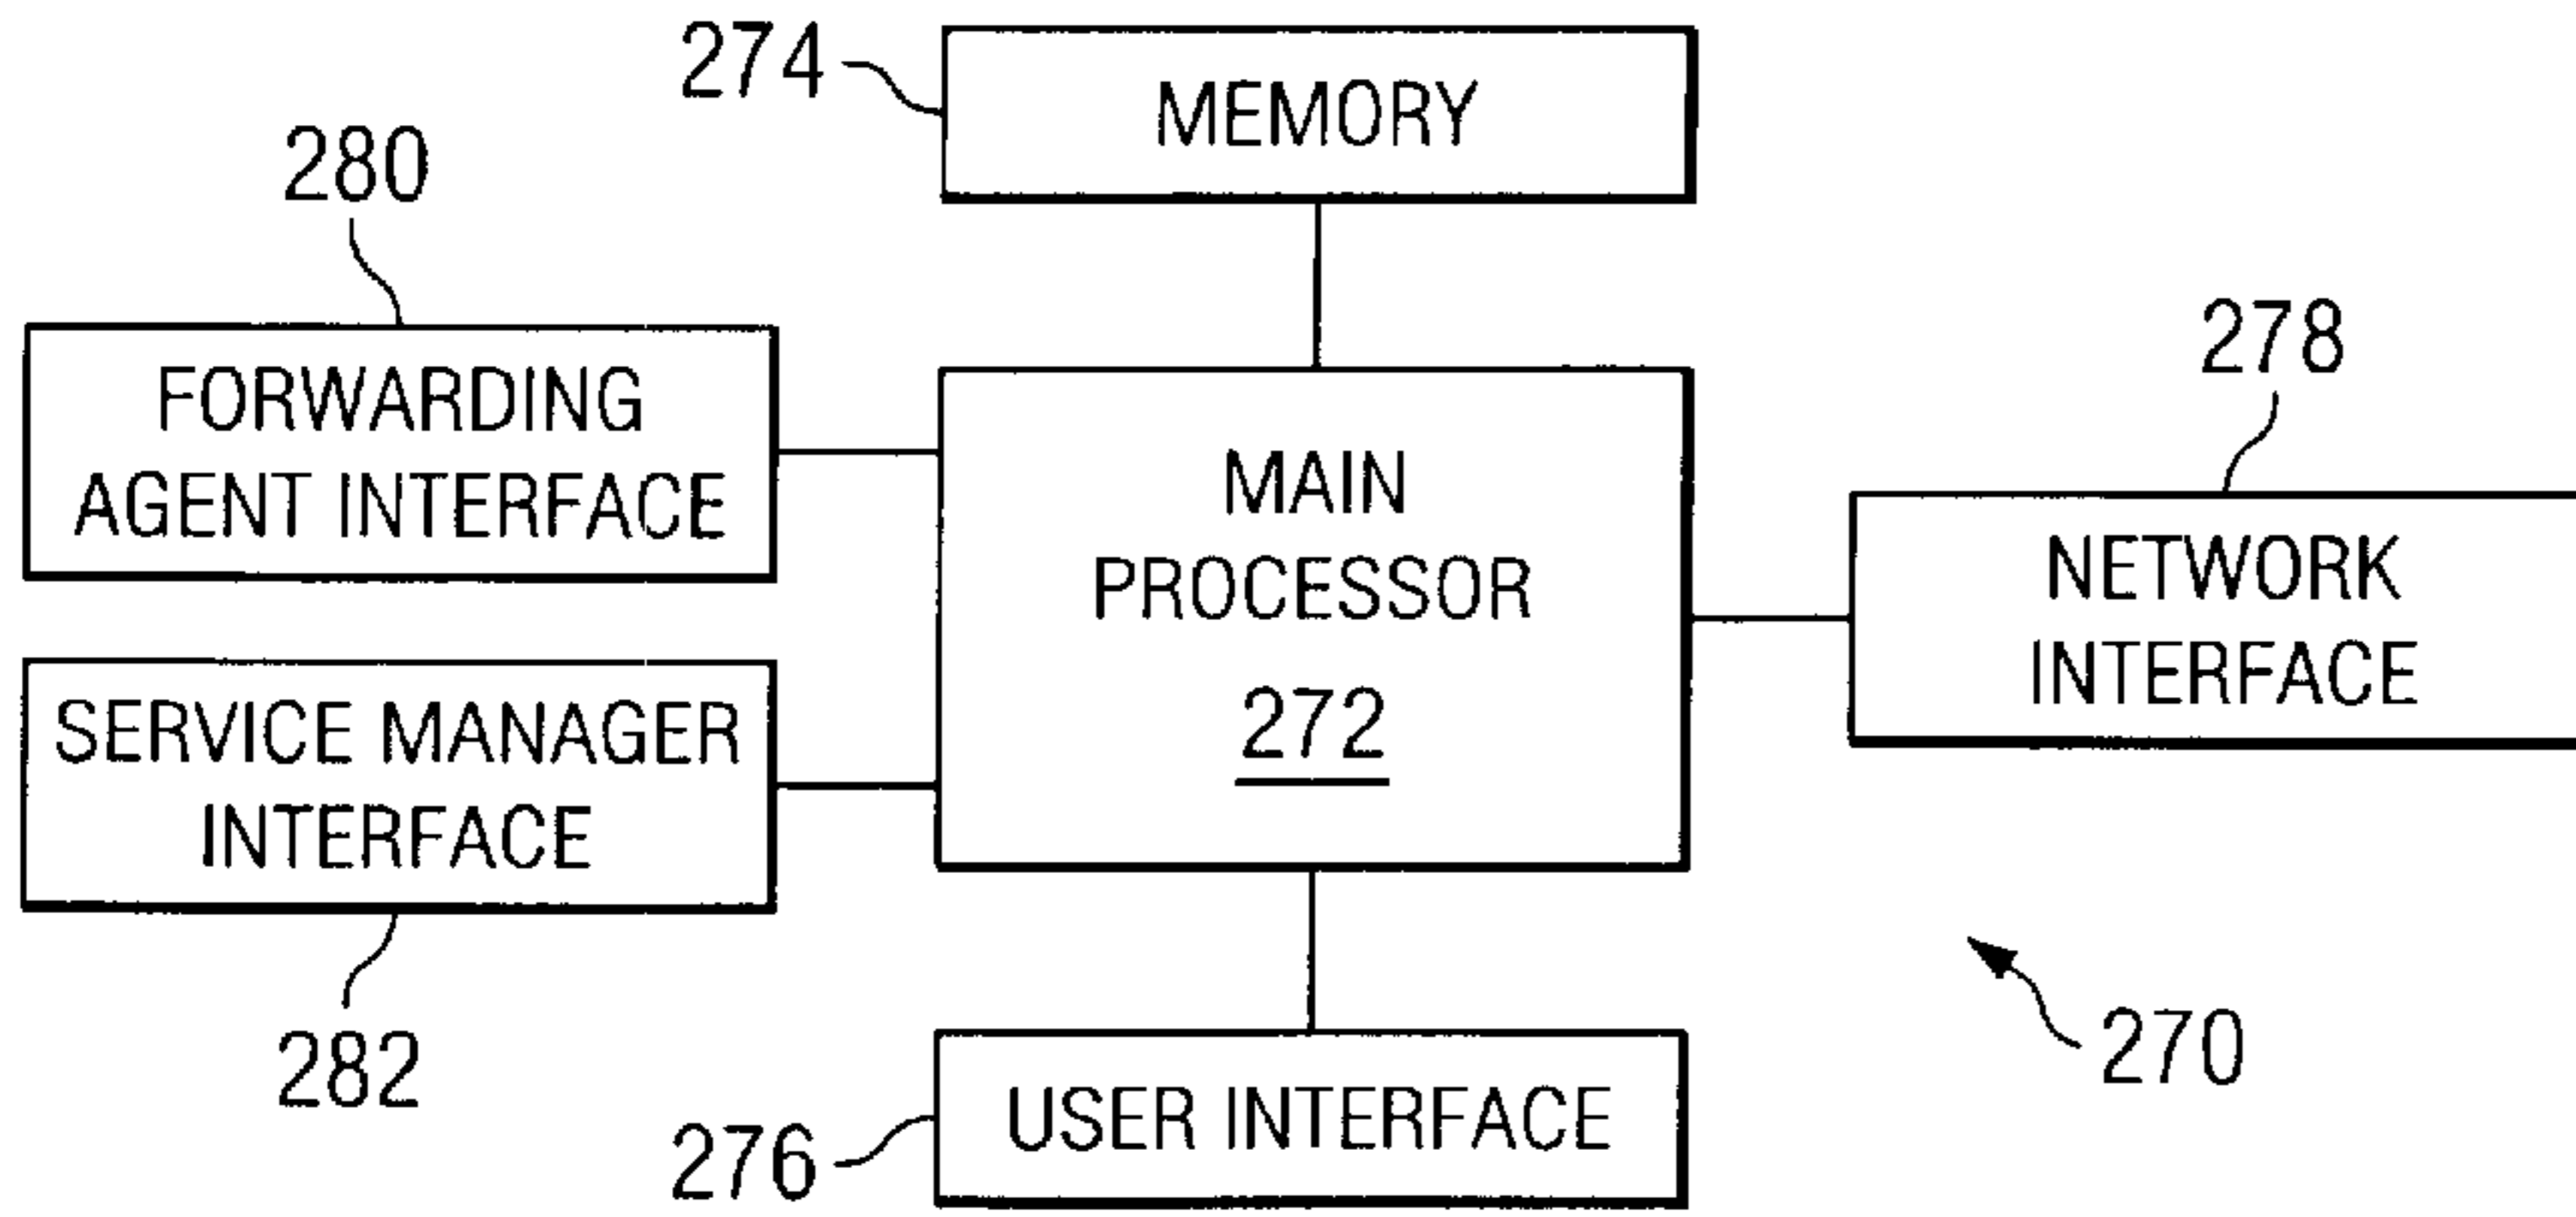 274
MEMORY
280
FORWARDING
AGENT INTERFACE
278
MAIN
PROCESSOR
272
NETWORK
INTERFACE
SERVICE MANAGER
INTERFACE
282
270
276
USER INTERFACE